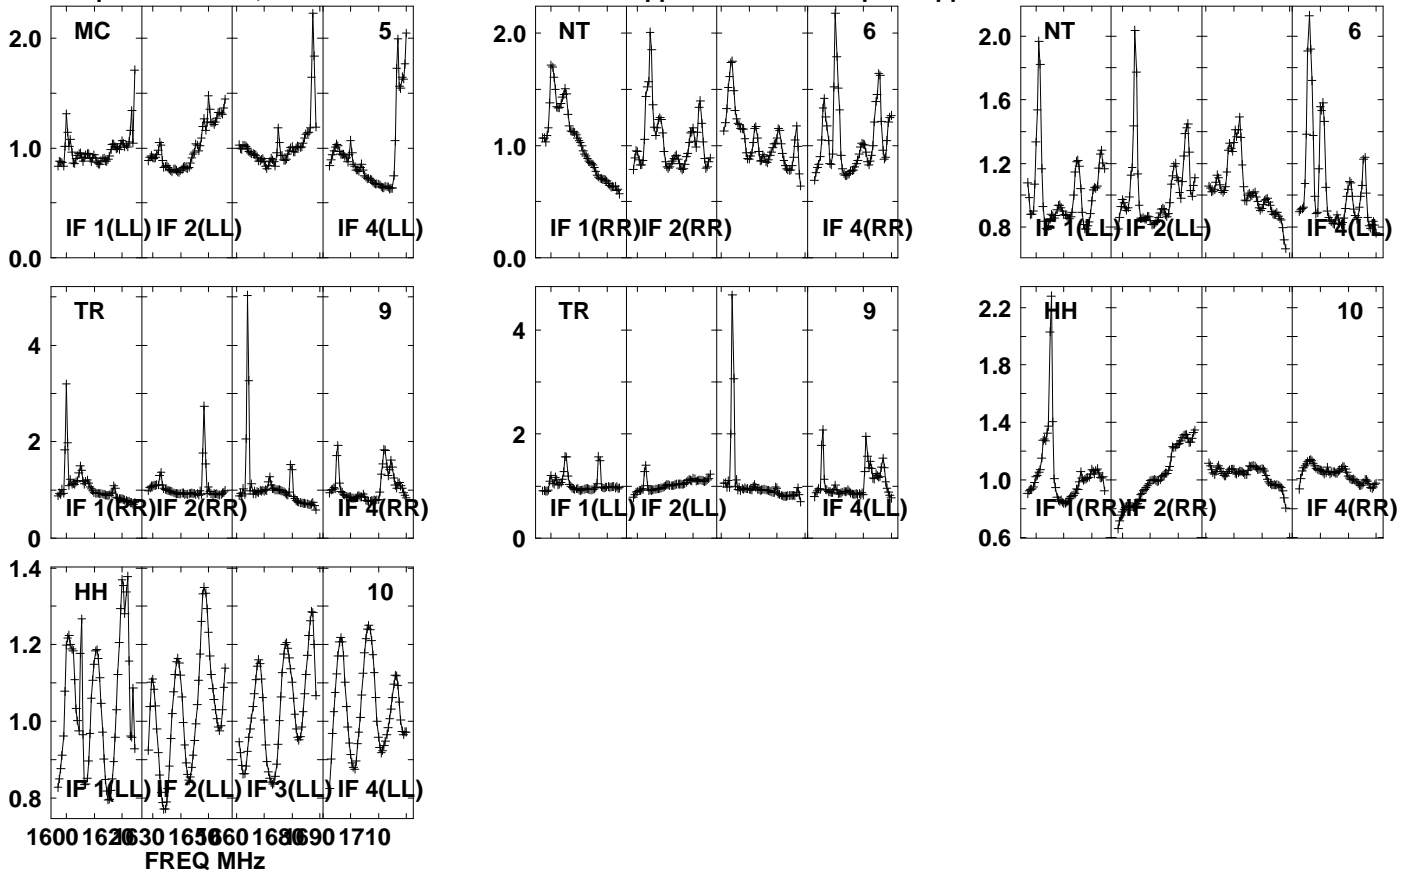 MC 5 NT 6 NT 6
2.0 2.0 2.0
1.6
1.0 1.0 1.2
0.8
IF 1(LL) IF 2(LL) IF 4(LL) IF 1(RR) IF 2(RR) IF 4(RR) IF 1(LL) IF 2(LL) IF 4(LL)
0.0 0.0
TR 9 TR 9 HH 10
4 4 2.2
1.8
2 2 1.4
1.0
IF 1(RR) IF 2(RR) IF 4(RR) IF 1(LL) IF 2(LL) IF 4(LL) IF 1(RR) IF 2(RR) IF 4(RR)
0 0 0.6
1.4
HH 10
1.2
1.0
0.8
IF 1(LL) IF 2(LL) IF 3(LL) IF 4(LL)
1600 1620 1630 1650 1660 1680 1690 1710
FREQ MHz